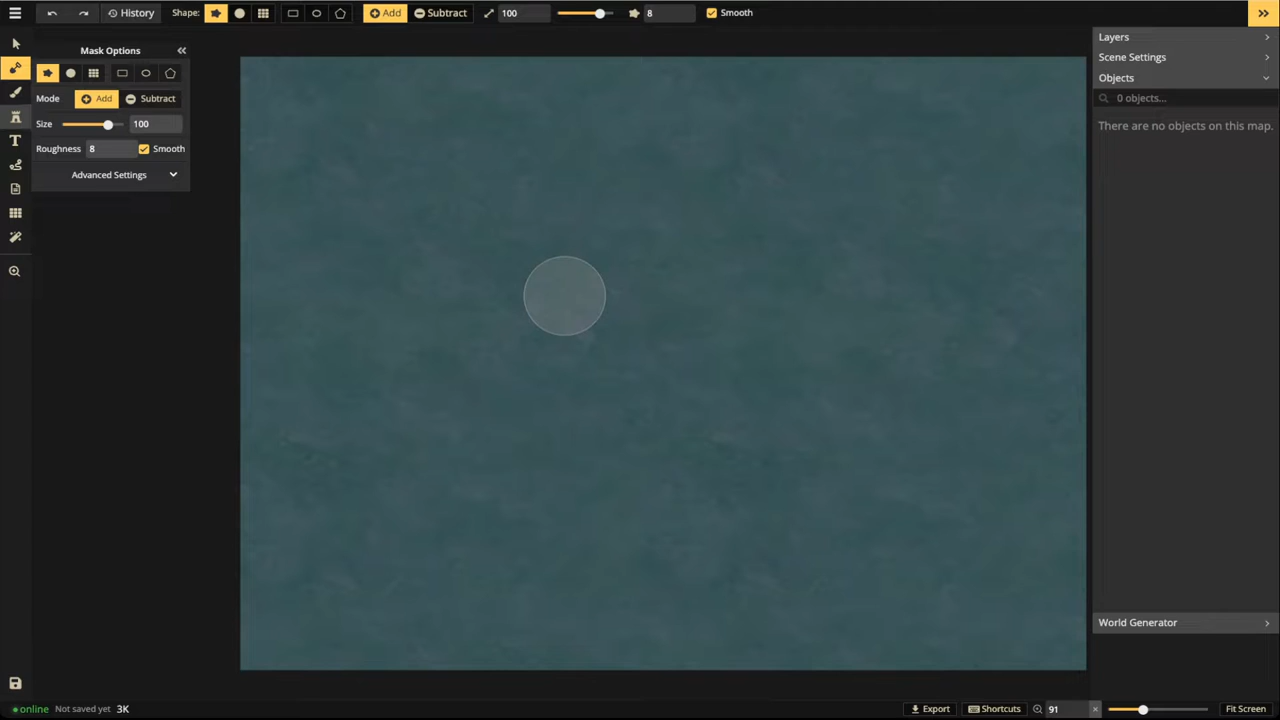 History Shape: Add Subtract 100 8 Smooth
Mask Options
Mode Add Subtract
Size 100
Roughness 8 Smooth
Advanced Settings
Layers
Scene Settings
Objects
0 objects...
There are no objects on this map.
World Generator
online Not saved yet 3K Export Shortcuts 91 Fit Screen